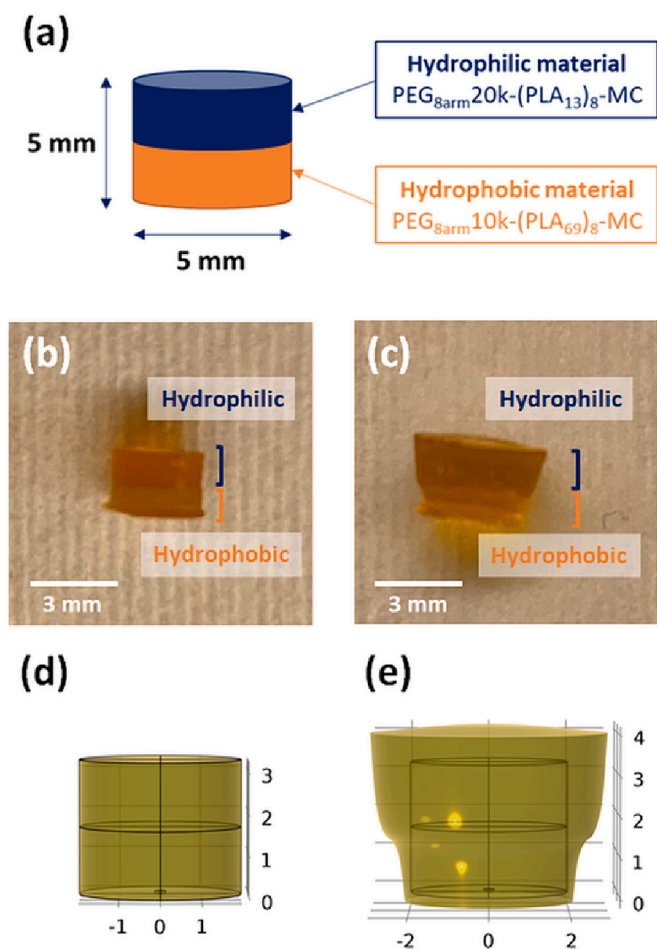 (a)
5 mm
5 mm
Hydrophilic material
PEG8arm20k-(PLA13)8-MC
Hydrophobic material
PEG8arm10k-(PLA69)8-MC
(b)
Hydrophilic
Hydrophobic
3 mm
(c)
Hydrophilic
Hydrophobic
3 mm
(d)
3
2
1
0
-1 0 1
(e)
4
3
2
1
0
-2 0 2